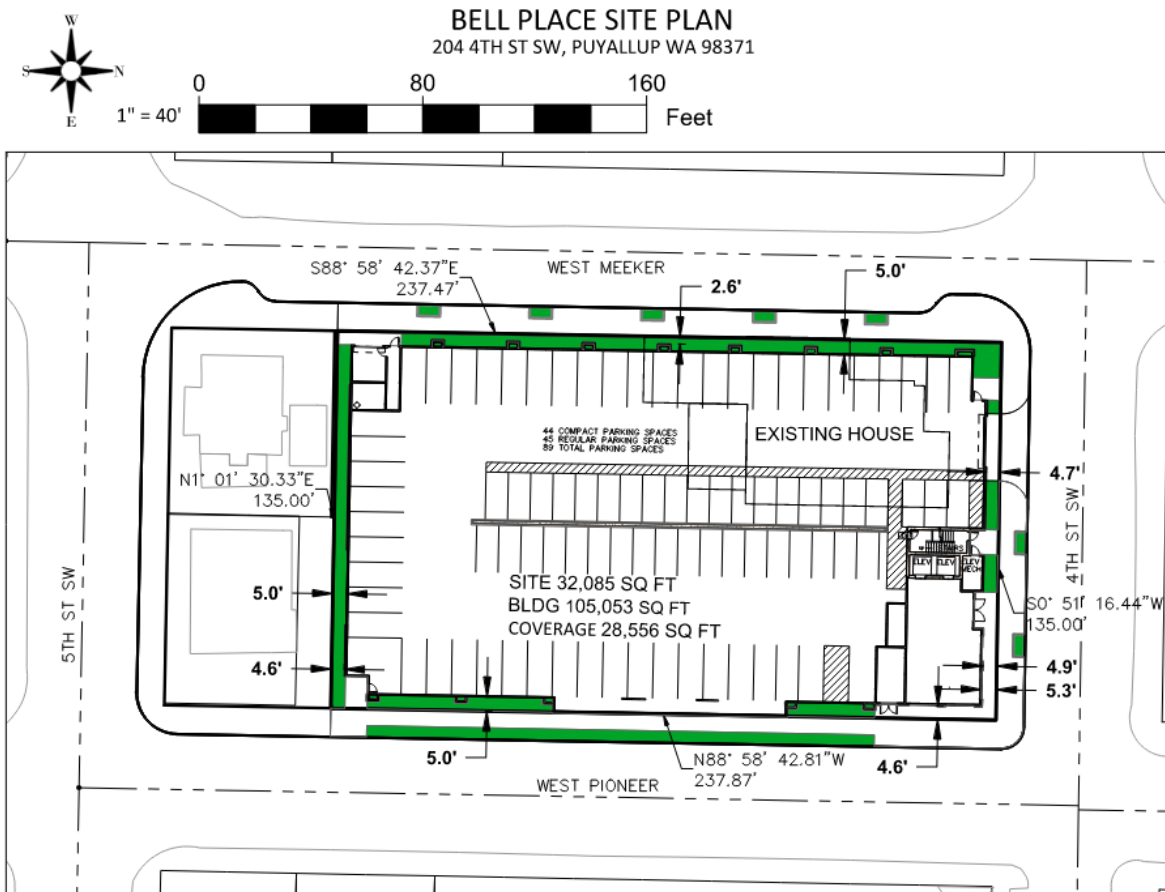 BELL PLACE SITE PLAN
204 4TH ST SW, PUYALLUP WA 98371
W
S
N
E
0
80
160
1" = 40'
Feet
S88° 58' 42.37"E
237.47'
WEST MEEKER
2.6'
5.0'
44 COMPACT PARKING SPACES
45 REGULAR PARKING SPACES
89 TOTAL PARKING SPACES
EXISTING HOUSE
N1° 01' 30.33"E
135.00'
4.7'
4TH ST SW
STAIRS
ELEV
ELEV
ELEV
MECH
SITE 32,085 SQ FT
BLDG 105,053 SQ FT
COVERAGE 28,556 SQ FT
5.0'
S0° 51' 16.44"W
135.00'
5TH ST SW
4.6'
4.9'
5.3'
5.0'
N88° 58' 42.81"W
237.87'
4.6'
WEST PIONEER